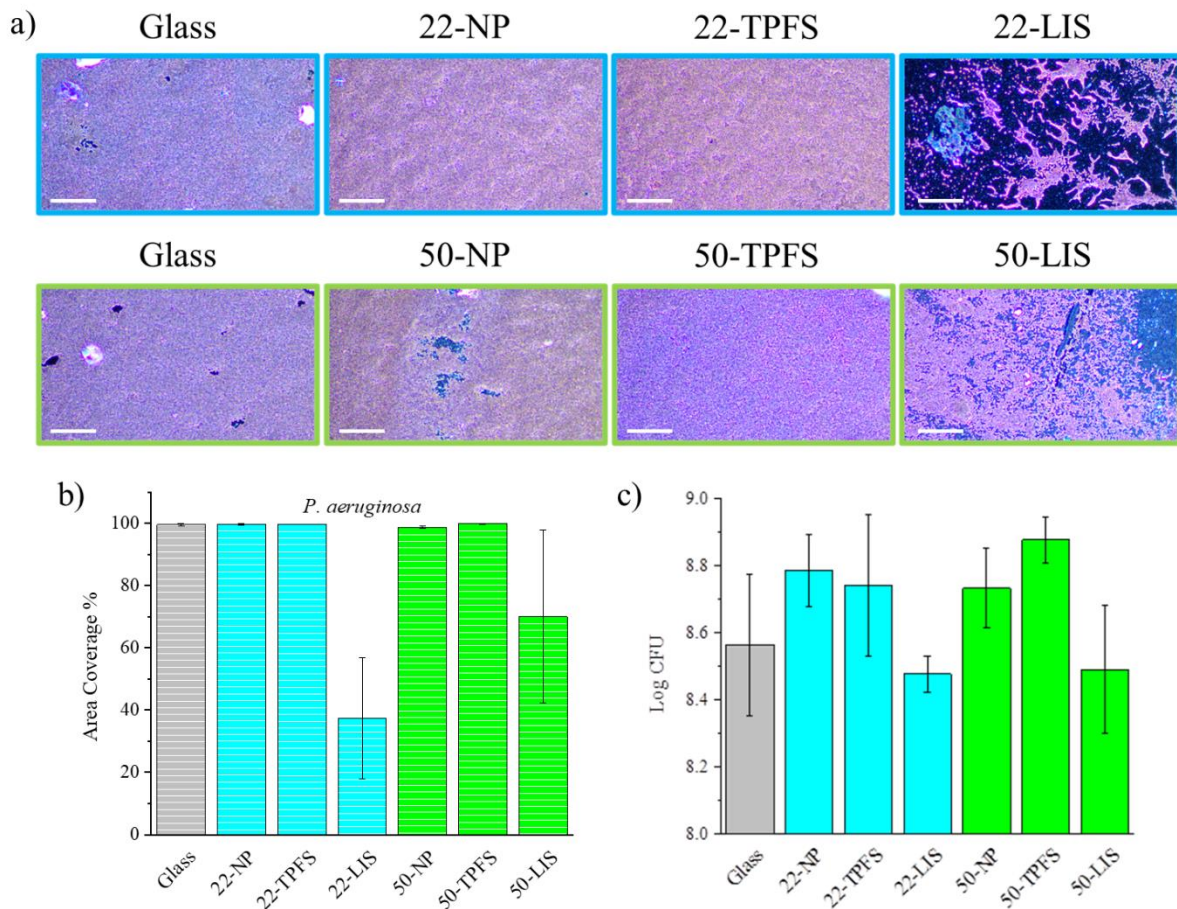 a)
Glass 22-NP 22-TPFS 22-LIS
Glass 50-NP 50-TPFS 50-LIS
b)
P. aeruginosa
Area Coverage %
100
80
60
40
20
0
Glass 22-NP 22-TPFS 22-LIS 50-NP 50-TPFS 50-LIS
c)
Log CFU
9.0
8.8
8.6
8.4
8.2
8.0
Glass 22-NP 22-TPFS 22-LIS 50-NP 50-TPFS 50-LIS